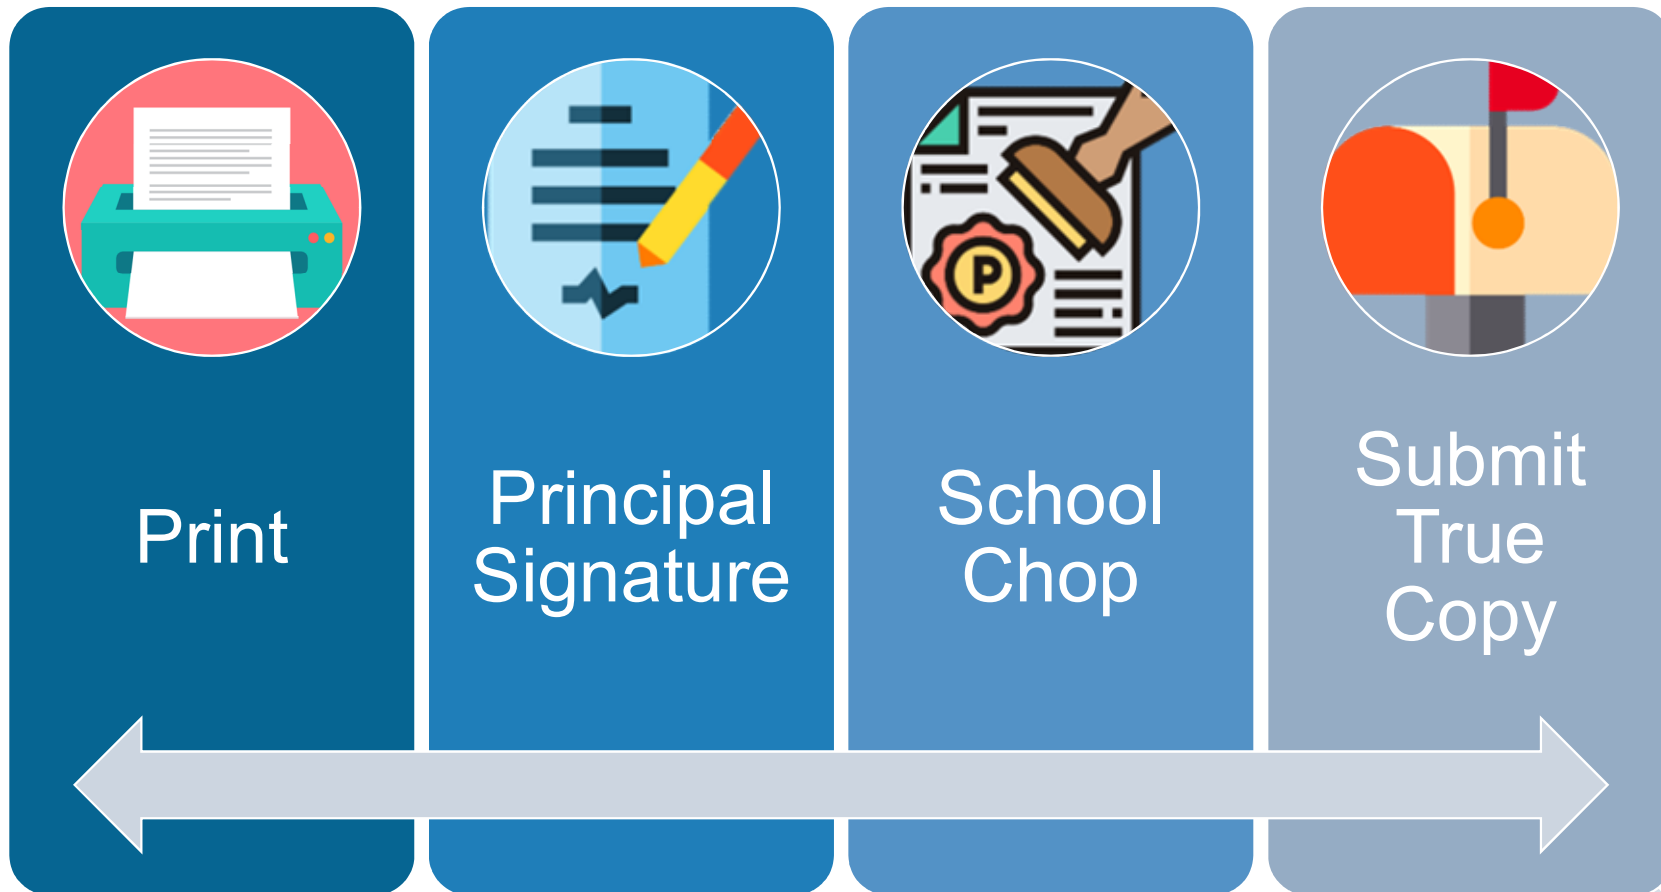 Print
Principal
Signature
School
Chop
Submit
True
Copy
P